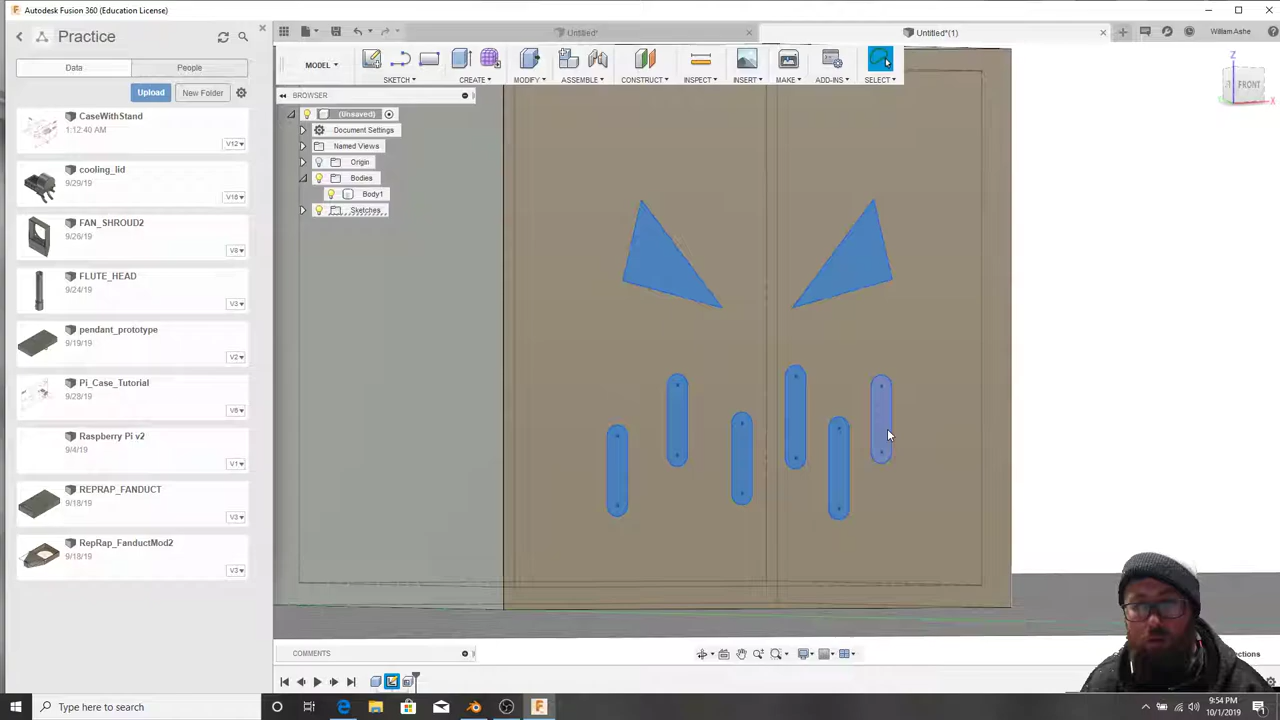 Autodesk Fusion 360 (Education License)
Practice
Untitled*
Untitled*(1)
William Ashe
Data
People
Upload
New Folder
MODEL
SKETCH
CREATE
MODIFY
ASSEMBLE
CONSTRUCT
INSPECT
INSERT
MAKE
ADD-INS
SELECT
BROWSER
(Unsaved)
Document Settings
Named Views
Origin
Bodies
Body1
Sketches
Z
FRONT
X
CaseWithStand
1:12:40 AM
V12
cooling_lid
9/29/19
V16
FAN_SHROUD2
9/26/19
V8
FLUTE_HEAD
9/24/19
V3
pendant_prototype
9/19/19
V2
Pi_Case_Tutorial
9/28/19
V6
Raspberry Pi v2
9/4/19
V1
REPRAP_FANDUCT
9/18/19
RepRap_FanductMod2
9/18/19
V3
COMMENTS
Type here to search
9:54 PM
10/1/2019